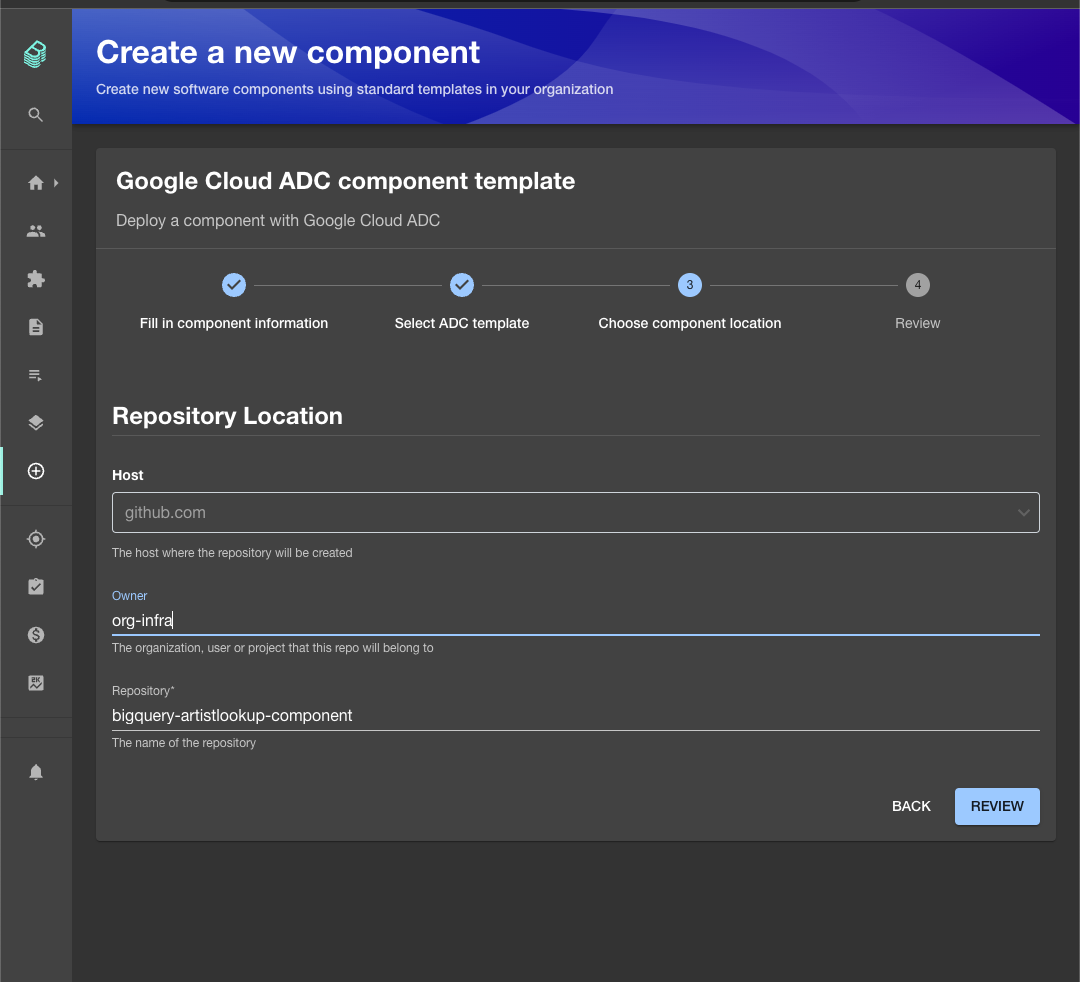 Create a new component
Create new software components using standard templates in your organization
Google Cloud ADC component template
Deploy a component with Google Cloud ADC
3
4
Fill in component information
Select ADC template
Choose component location
Review
Repository Location
Host
github.com
The host where the repository will be created
Owner
org-infra
The organization, user or project that this repo will belong to
Repository*
bigquery-artistlookup-component
The name of the repository
BACK
REVIEW